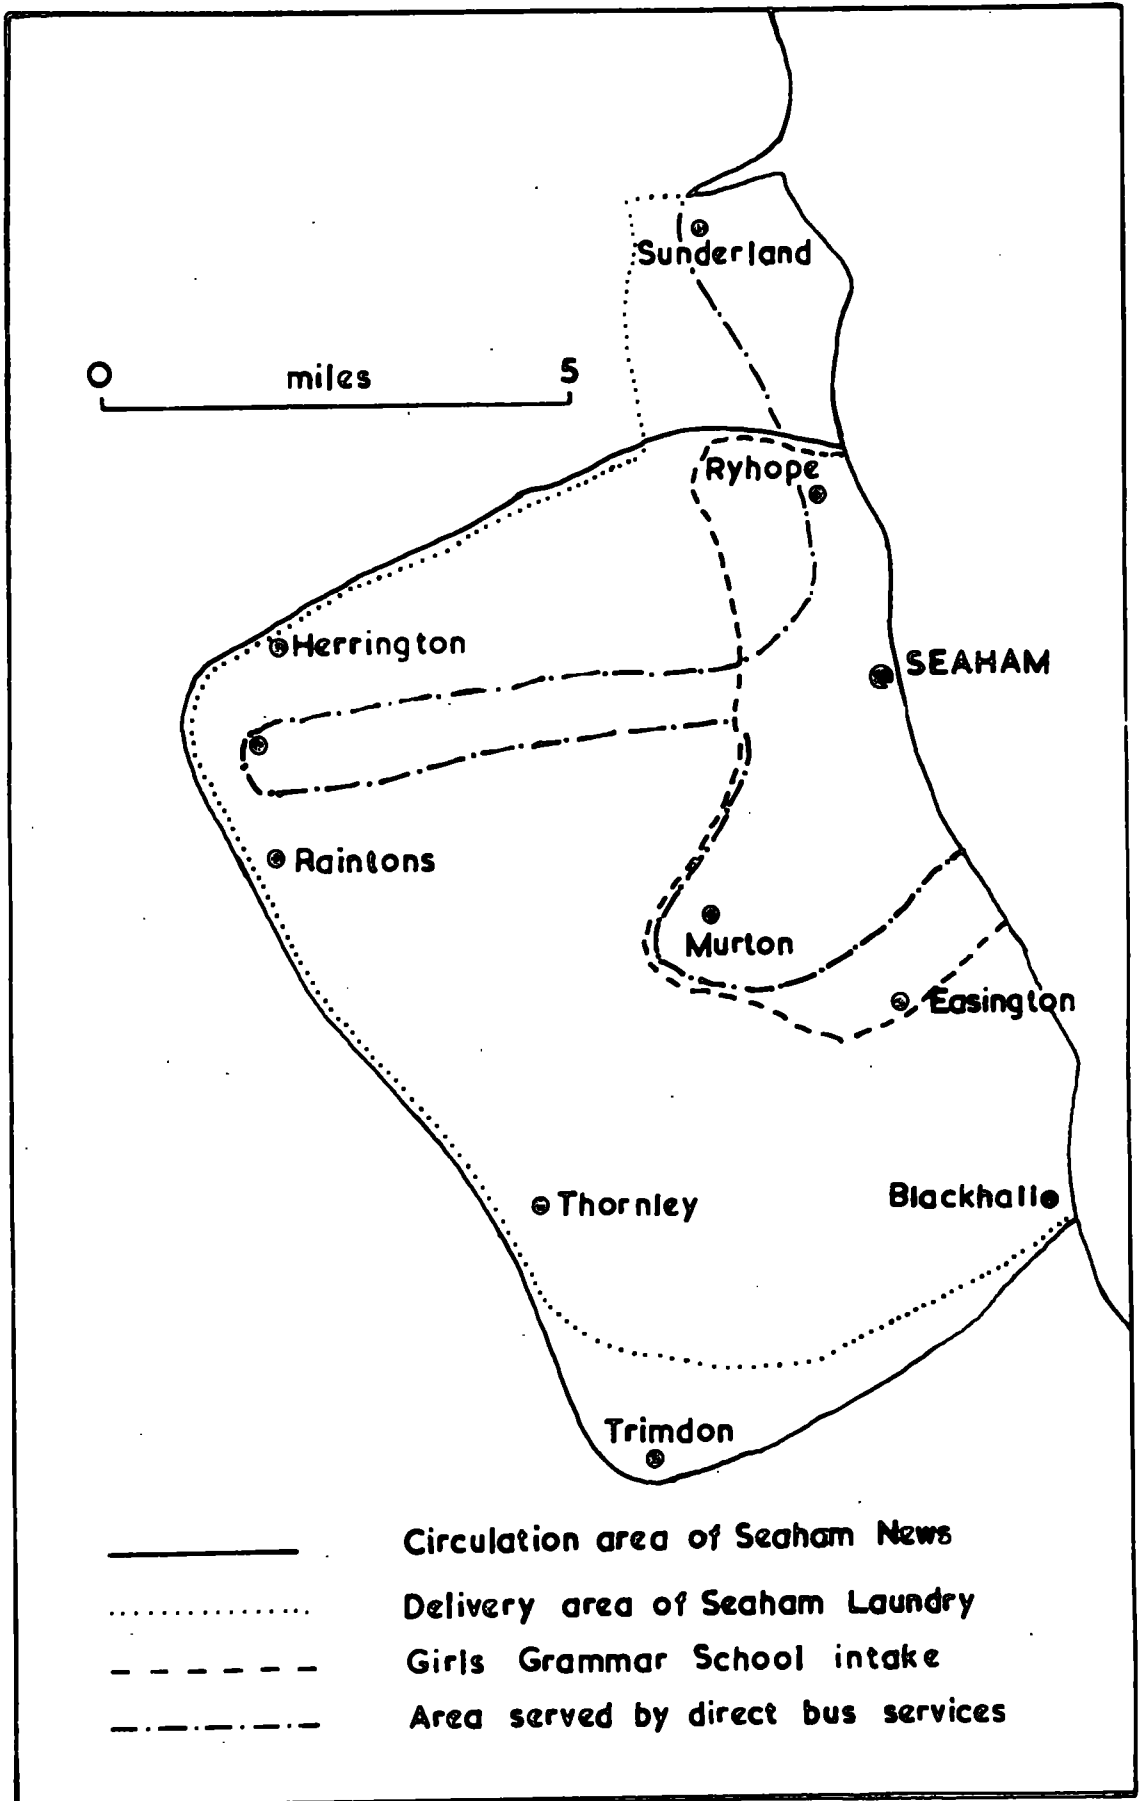 Sunderland
0 miles 5
Ryhope
Herrington
SEAHAM
Raintons
Murton
Easington
Thornley
Blackhall
Trimdon
Circulation area of Seaham News
Delivery area of Seaham Laundry
Girls Grammar School intake
Area served by direct bus services